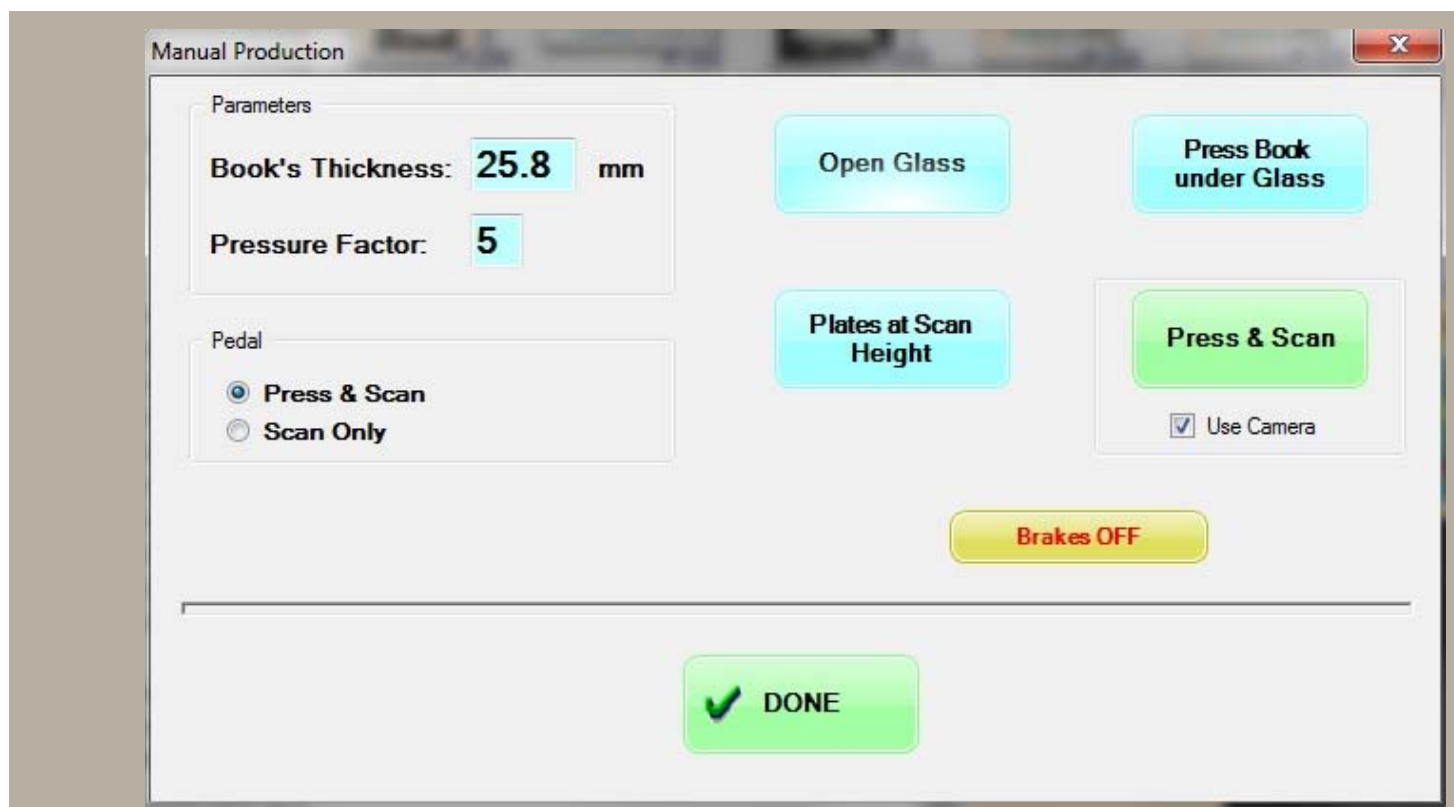 Manual Production
x
Parameters
Book's Thickness: 25.8 mm
Pressure Factor: 5
Open Glass
Press Book
under Glass
Pedal
Press & Scan
Scan Only
Plates at Scan
Height
Press & Scan
Use Camera
Brakes OFF
DONE